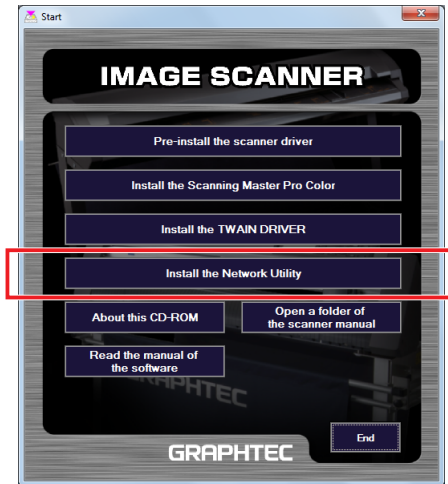 Start
IMAGE SCANNER
Pre-install the scanner driver
Install the Scanning Master Pro Color
Install the TWAIN DRIVER
Install the Network Utility
About this CD-ROM
Open a folder of
the scanner manual
Read the manual of
the software
GRAPHTEC
End
GRAPHTEC